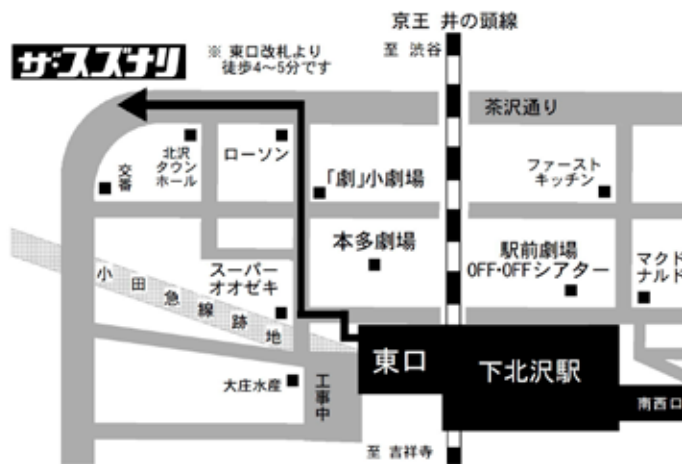 京王 井の頭線
至 渋谷
ザ・スズナリ
※ 東口改札より
徒歩4〜5分です
茶沢通り
北沢
タウン
ホール
ローソン
交番
「劇」小劇場
ファースト
キッチン
本多劇場
駅前劇場
OFF・OFFシアター
マクド
ナルド
スーパー
オオゼキ
小田急線跡地
東口
下北沢駅
大庄水産
工事中
南西口
至 吉祥寺